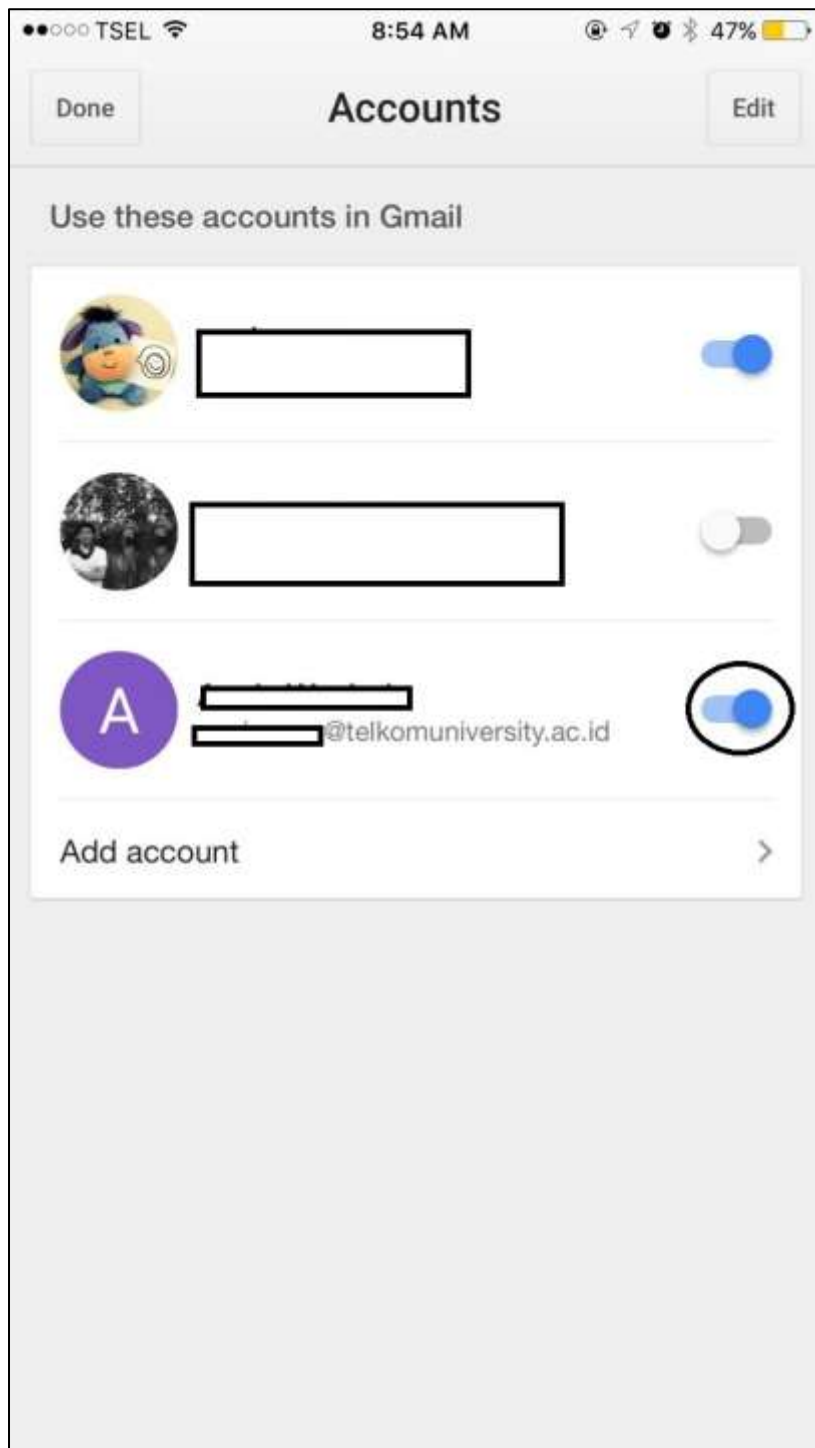 TSEL 8:54 AM 47%
Done Accounts Edit
Use these accounts in Gmail
A
@telkomuniversity.ac.id
Add account